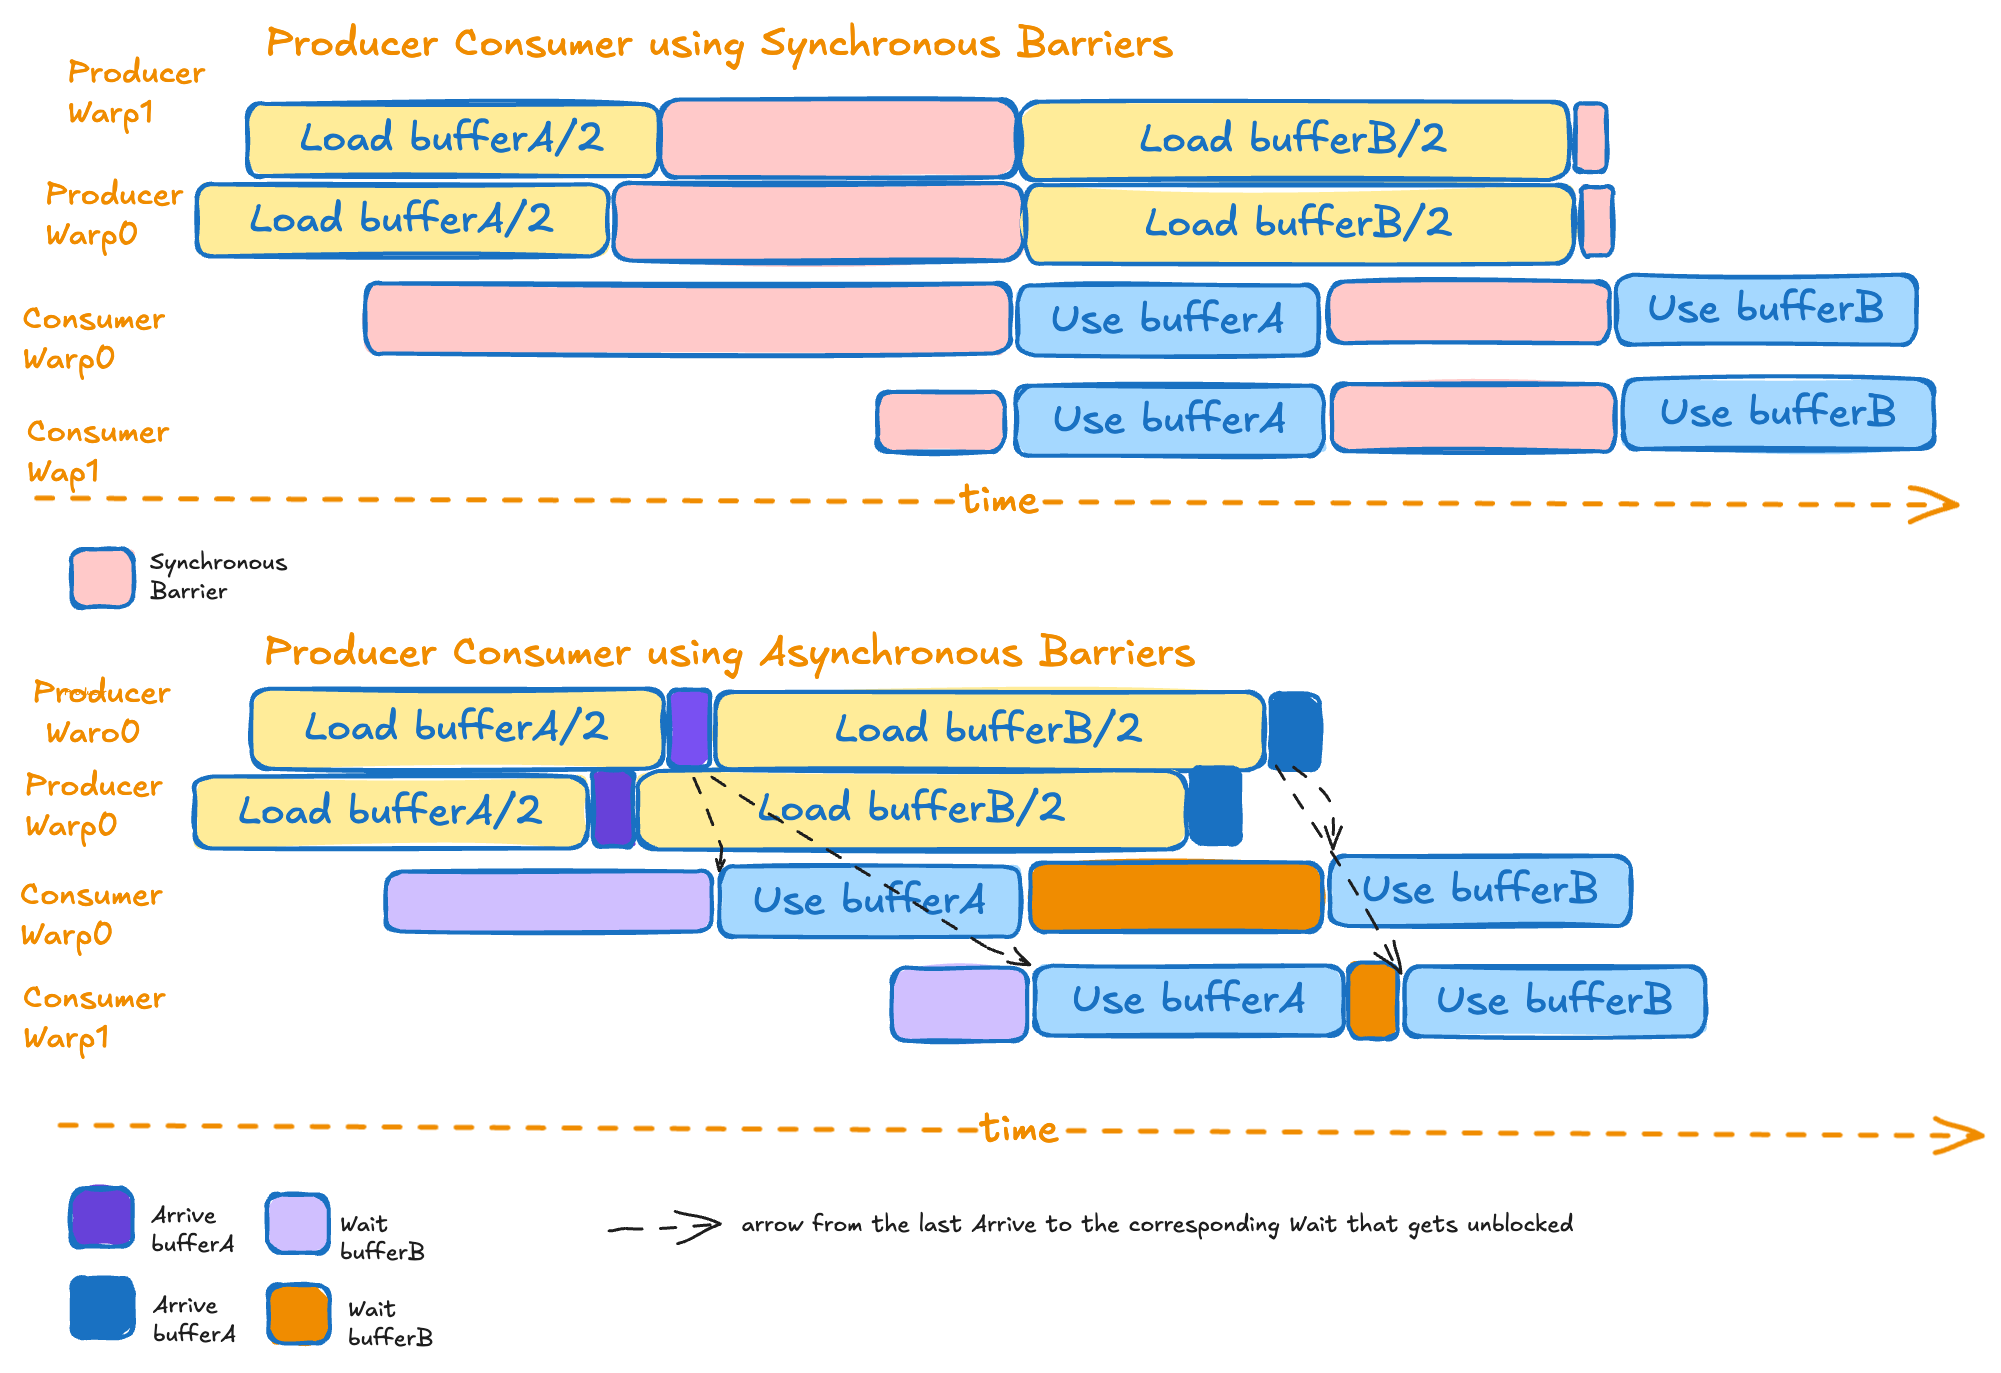 Producer Consumer using Synchronous Barriers
Producer
Warp1
Load bufferA/2
Load bufferB/2
Producer
Warp0
Load bufferA/2
Load bufferB/2
Consumer
Warp0
Use bufferA
Use bufferB
Consumer
Wap1
Use bufferA
Use bufferB
time
Synchronous
Barrier
Producer Consumer using Asynchronous Barriers
Producer
Waro0
Load bufferA/2
Load bufferB/2
Producer
Warp0
Load bufferA/2
Load bufferB/2
Consumer
Warp0
Use bufferA
Use bufferB
Consumer
Warp1
Use bufferA
Use bufferB
time
Arrive
bufferA
Wait
bufferB
arrow from the last Arrive to the corresponding Wait that gets unblocked
Arrive
bufferA
Wait
bufferB